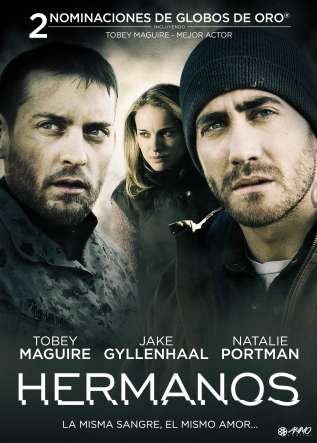 2 NOMINACIONES DE GLOBOS DE ORO®
INCLUYENDO
TOBEY MAGUIRE - MEJOR ACTOR
TOBEY MAGUIRE
JAKE GYLLENHAAL
NATALIE PORTMAN
HERMANOS
LA MISMA SANGRE, EL MISMO AMOR...